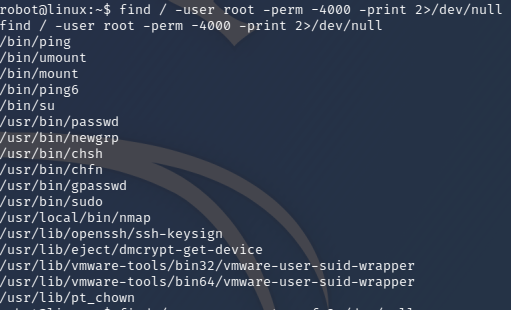 robot@linux:~$ find / -user root -perm -4000 -print 2>/dev/null
find / -user root -perm -4000 -print 2>/dev/null
/bin/ping
/bin/umount
/bin/mount
/bin/ping6
/bin/su
/usr/bin/passwd
/usr/bin/newgrp
/usr/bin/chsh
/usr/bin/chfn
/usr/bin/gpasswd
/usr/bin/sudo
/usr/local/bin/nmap
/usr/lib/openssh/ssh-keysign
/usr/lib/eject/dmcrypt-get-device
/usr/lib/vmware-tools/bin32/vmware-user-suid-wrapper
/usr/lib/vmware-tools/bin64/vmware-user-suid-wrapper
/usr/lib/pt_chown